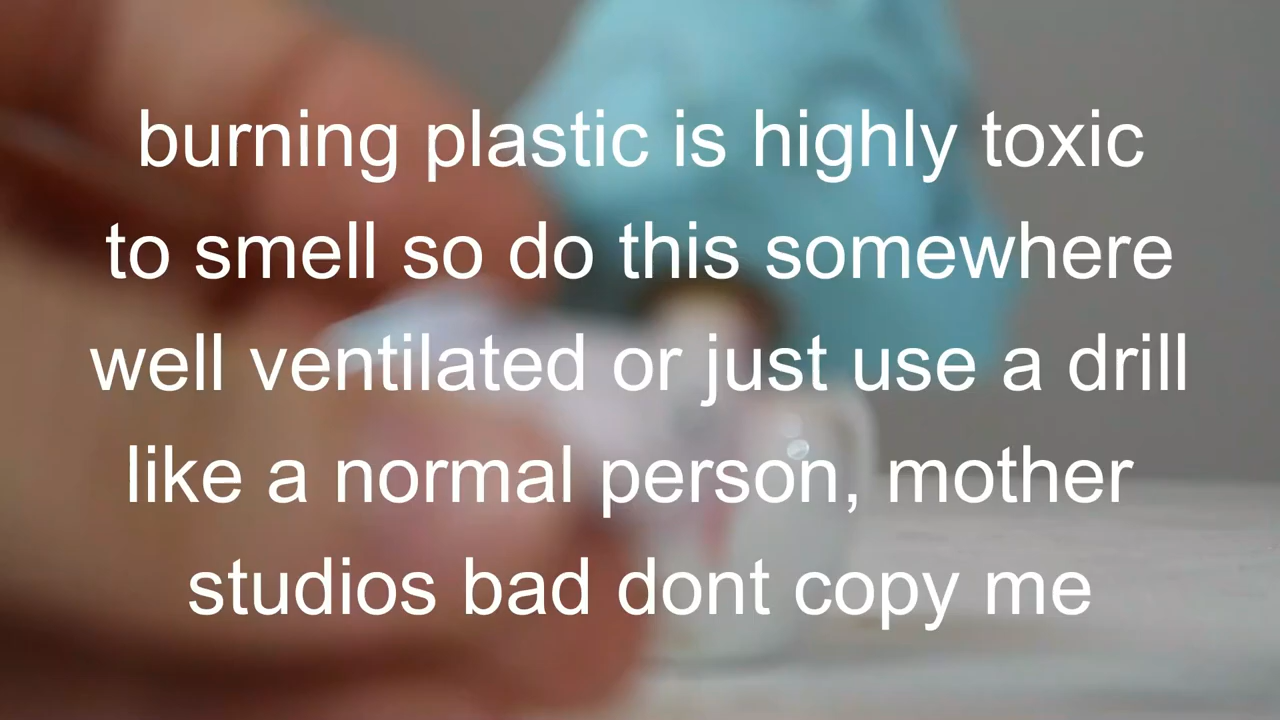 burning plastic is highly toxic
to smell so do this somewhere
well ventilated or just use a drill
like a normal person, mother
studios bad dont copy me